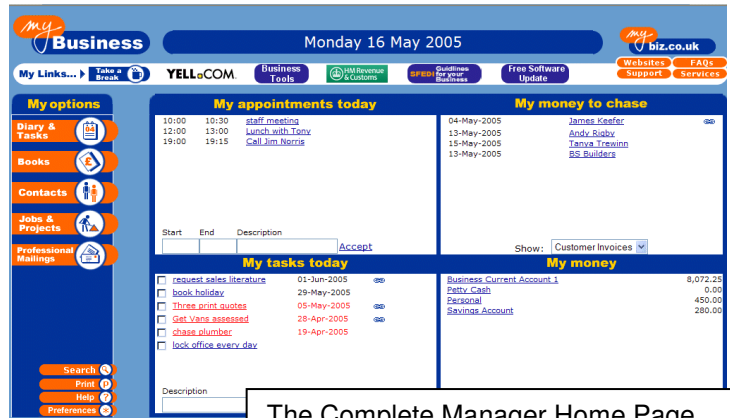 my Business
Monday 16 May 2005
my biz.co.uk
My Links... Take a Break
YELL.COM.
Business Tools
HM Revenue & Customs
SFEDI Guidlines for your Business
Free Software Update
Websites FAQs
Support Services
My options
Diary & Tasks 04
Books £
Contacts
Jobs & Projects
Professional Mailings
Search
Print P
Help ?
Preferences
My appointments today
10:00 10:30 staff meeting
12:00 13:00 Lunch with Tony
19:00 19:15 Call Jim Norris
Start End Description
Accept
My money to chase
04-May-2005 James Keefer
13-May-2005 Andy Rigby
15-May-2005 Tanya Trewinn
13-May-2005 BS Builders
Show: Customer Invoices
My tasks today
request sales literature 01-Jun-2005
book holiday 29-May-2005
Three print quotes 05-May-2005
Get Vans assessed 28-Apr-2005
chase plumber 19-Apr-2005
lock office every day
Description
My money
Business Current Account 1 8,072.25
Petty Cash 0.00
Personal 450.00
Savings Account 280.00
The Complete Manager Home Page